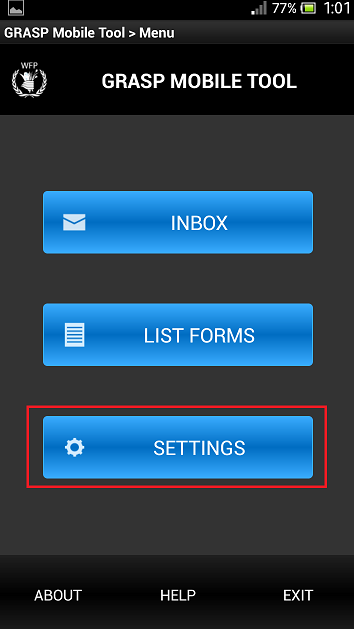 77% 1:01
GRASP Mobile Tool > Menu
WFP
GRASP MOBILE TOOL
INBOX
LIST FORMS
SETTINGS
ABOUT HELP EXIT